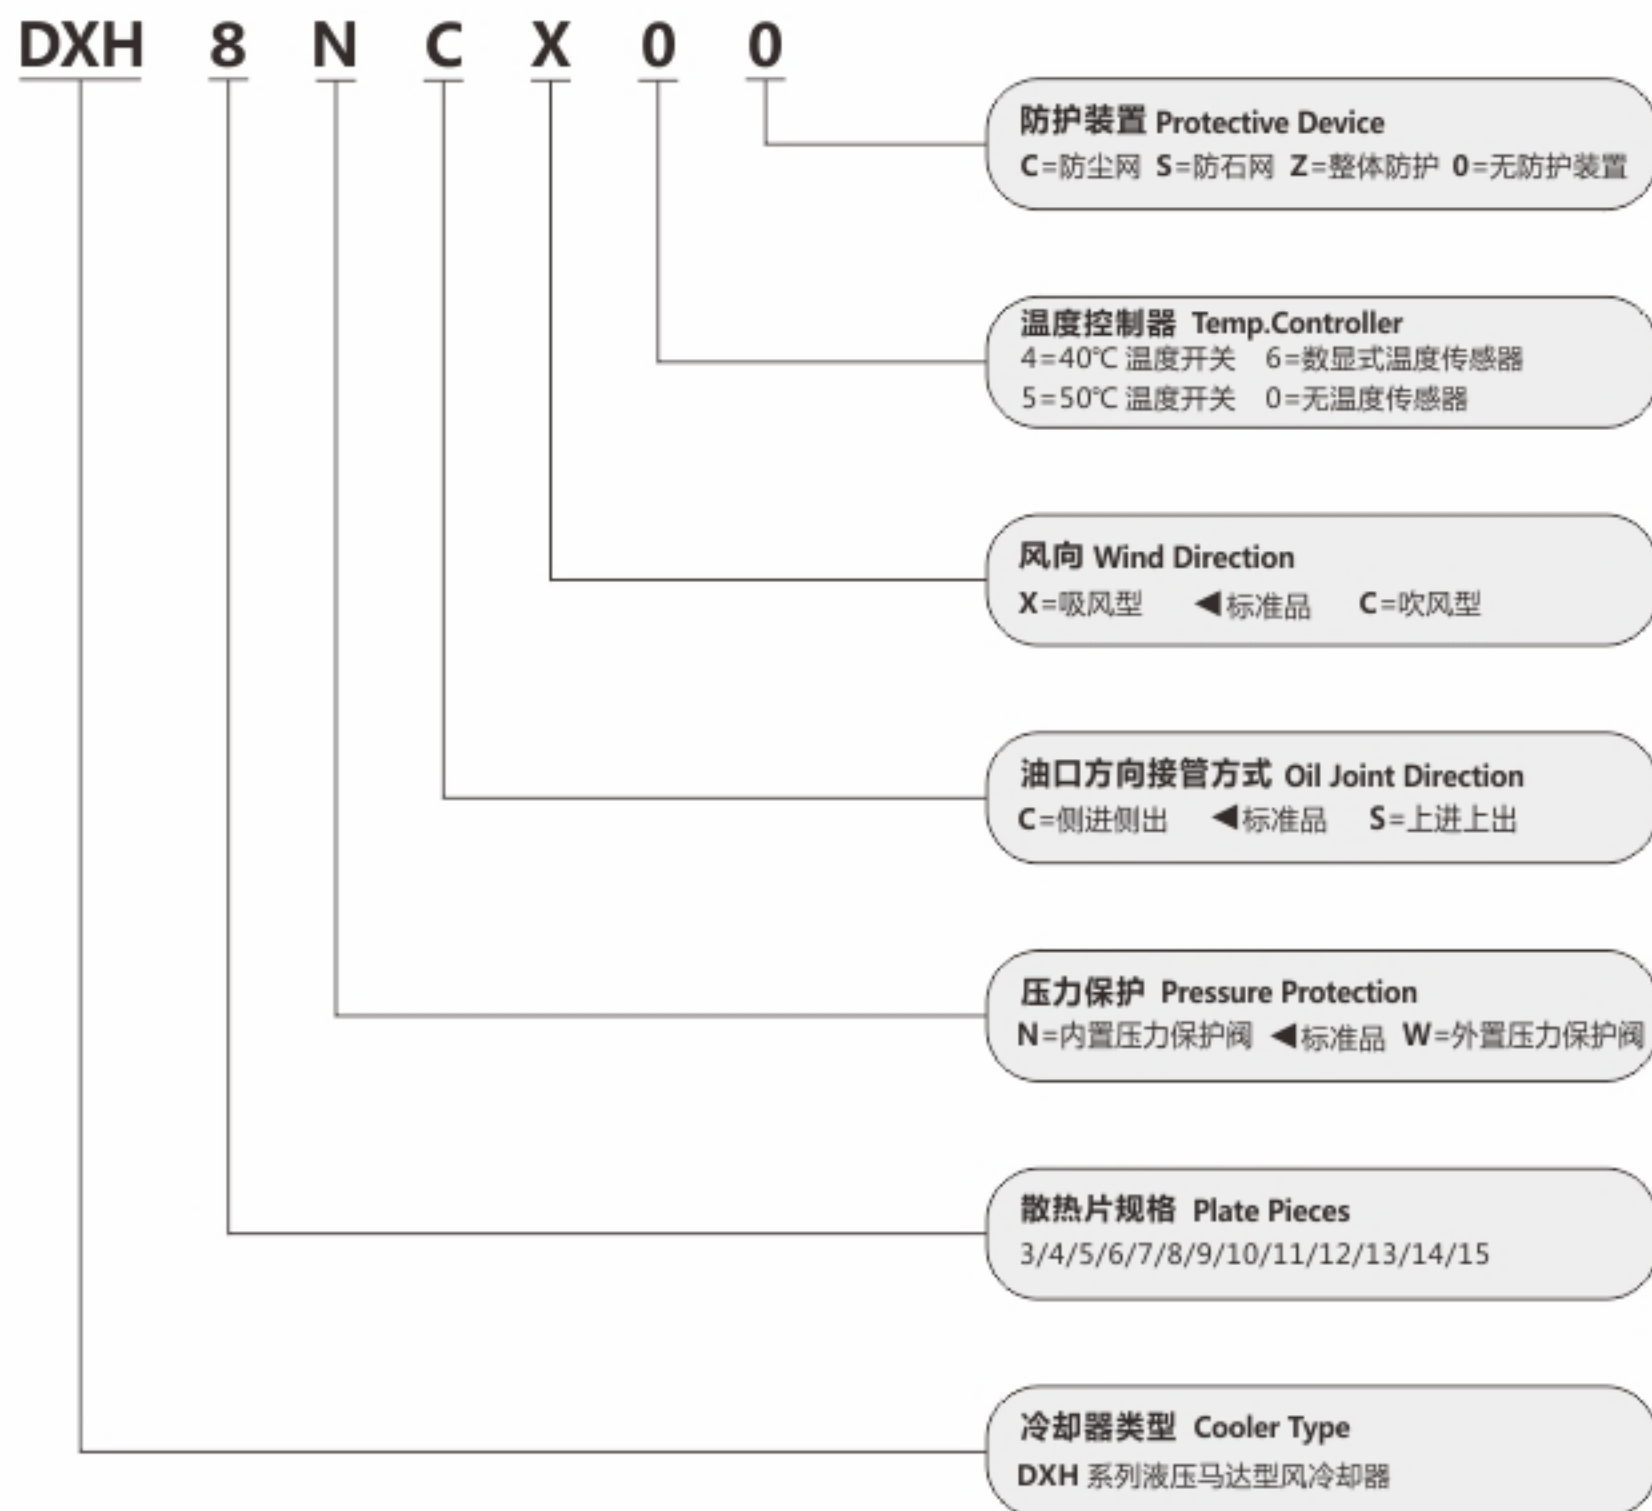 DXH 8 N C X 0 0
防护装置 Protective Device
C=防尘网 S=防石网 Z=整体防护 0=无防护装置
温度控制器 Temp.Controller
4=40℃ 温度开关 6=数显式温度传感器
5=50℃ 温度开关 0=无温度传感器
风向 Wind Direction
X=吸风型 ◀标准品 C=吹风型
油口方向接管方式 Oil Joint Direction
C=侧进侧出 ◀标准品 S=上进上出
压力保护 Pressure Protection
N=内置压力保护阀 ◀标准品 W=外置压力保护阀
散热片规格 Plate Pieces
3/4/5/6/7/8/9/10/11/12/13/14/15
冷却器类型 Cooler Type
DXH 系列液压马达型风冷却器